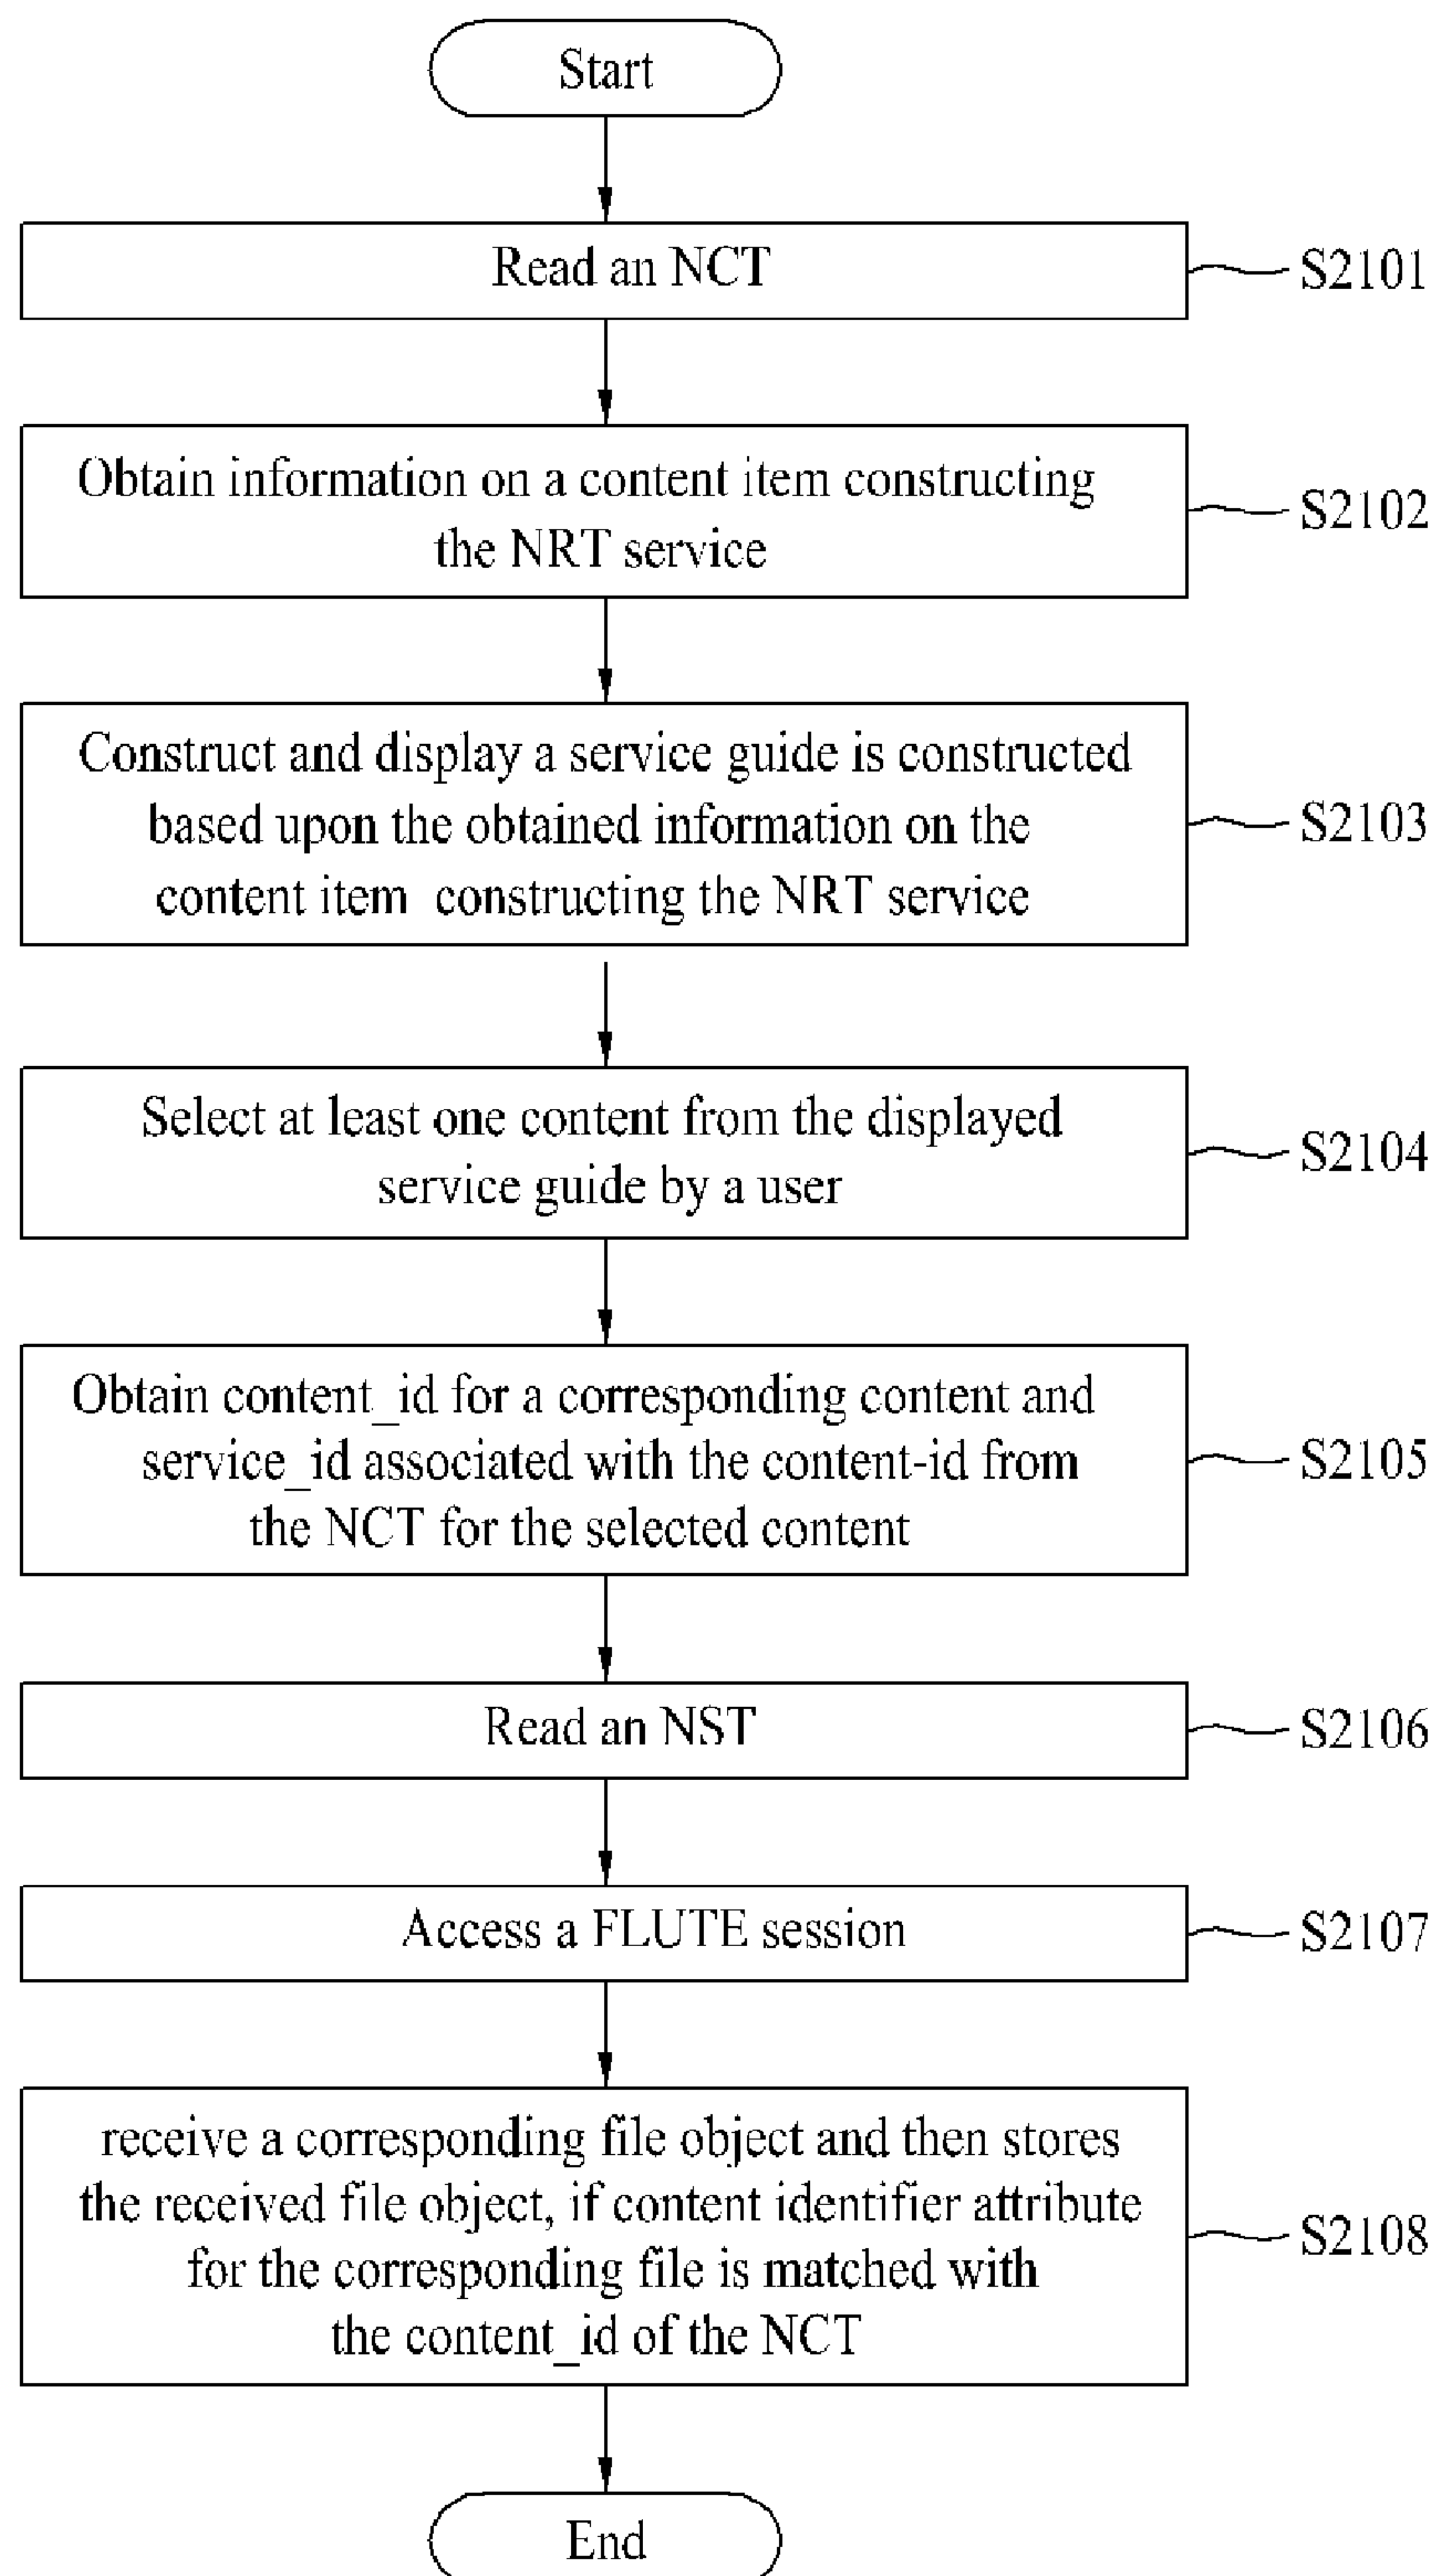 Start
Read an NCT
S2101
Obtain information on a content item constructing
the NRT service
S2102
Construct and display a service guide is constructed
based upon the obtained information on the
content item constructing the NRT service
S2103
Select at least one content from the displayed
service guide by a user
S2104
Obtain content_id for a corresponding content and
service_id associated with the content-id from
the NCT for the selected content
S2105
Read an NST
S2106
Access a FLUTE session
S2107
receive a corresponding file object and then stores
the received file object, if content identifier attribute
for the corresponding file is matched with
the content_id of the NCT
S2108
End